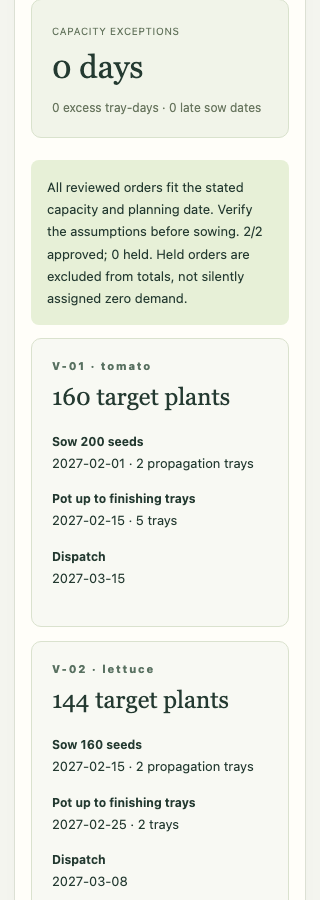 CAPACITY EXCEPTIONS
0 days
0 excess tray-days · 0 late sow dates
All reviewed orders fit the stated
capacity and planning date. Verify
the assumptions before sowing. 2/2
approved; 0 held. Held orders are
excluded from totals, not silently
assigned zero demand.
V-01 · tomato
160 target plants
Sow 200 seeds
2027-02-01 · 2 propagation trays
Pot up to finishing trays
2027-02-15 · 5 trays
Dispatch
2027-03-15
V-02 · lettuce
144 target plants
Sow 160 seeds
2027-02-15 · 2 propagation trays
Pot up to finishing trays
2027-02-25 · 2 trays
Dispatch
2027-03-08